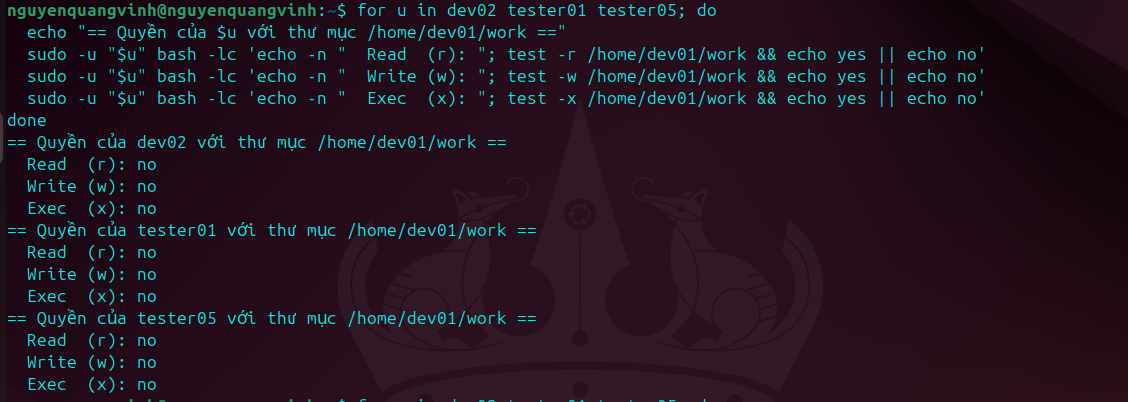 nguyenquangvinh@nguyenquangvinh:~$ for u in dev02 tester01 tester05; do
  echo "== Quyền của $u với thư mục /home/dev01/work =="
  sudo -u "$u" bash -lc 'echo -n "  Read  (r): "; test -r /home/dev01/work && echo yes || echo no'
  sudo -u "$u" bash -lc 'echo -n "  Write (w): "; test -w /home/dev01/work && echo yes || echo no'
  sudo -u "$u" bash -lc 'echo -n "  Exec  (x): "; test -x /home/dev01/work && echo yes || echo no'
done
== Quyền của dev02 với thư mục /home/dev01/work ==
  Read  (r): no
  Write (w): no
  Exec  (x): no
== Quyền của tester01 với thư mục /home/dev01/work ==
  Read  (r): no
  Write (w): no
  Exec  (x): no
== Quyền của tester05 với thư mục /home/dev01/work ==
  Read  (r): no
  Write (w): no
  Exec  (x): no